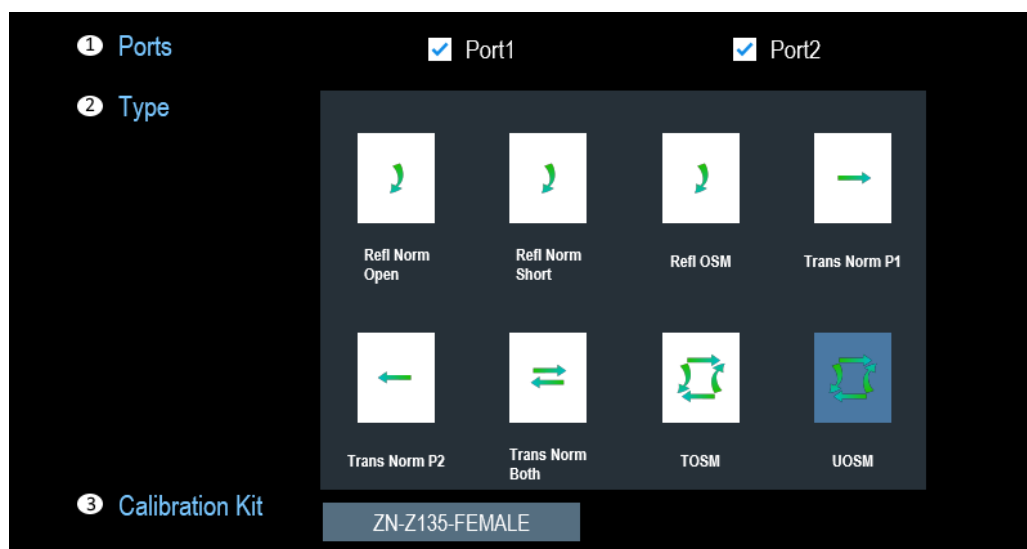 1 Ports
Port1 Port2
2 Type
Refl Norm Open
Refl Norm Short
Refl OSM
Trans Norm P1
Trans Norm P2
Trans Norm Both
TOSM
UOSM
3 Calibration Kit
ZN-Z135-FEMALE